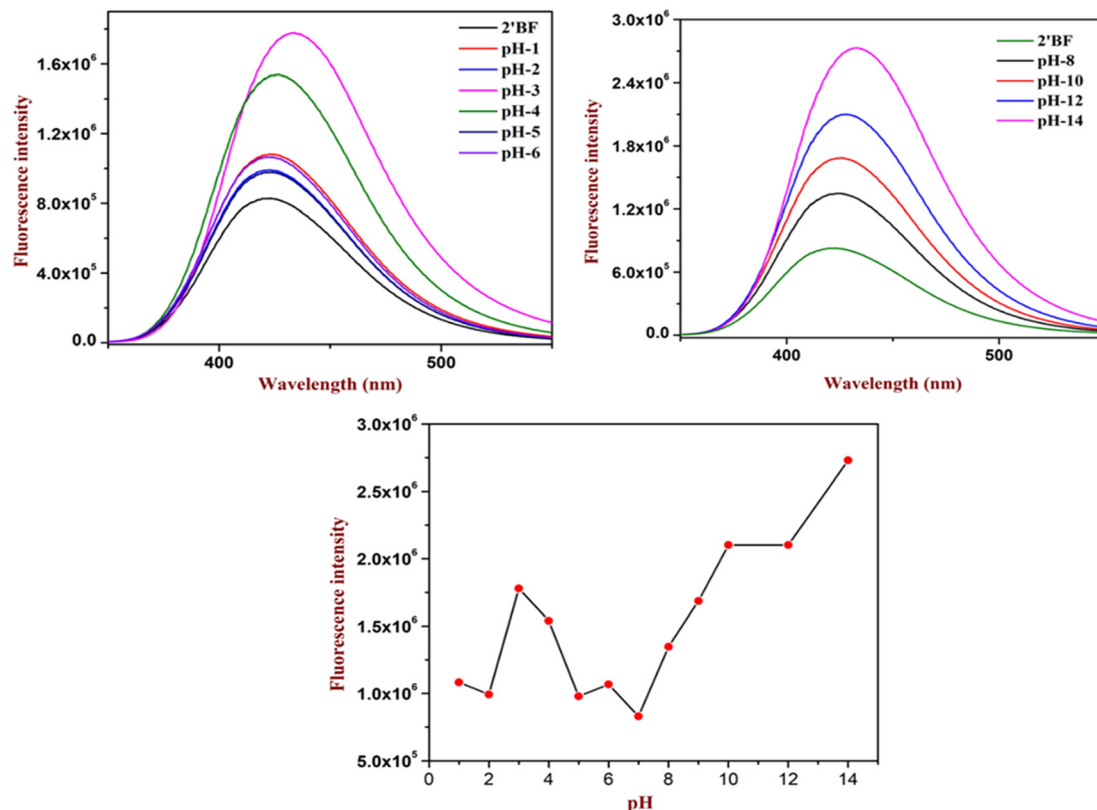 2'BF
pH-1
pH-2
pH-3
pH-4
pH-5
pH-6
1.6x10⁶
1.2x10⁶
8.0x10⁵
4.0x10⁵
0.0
Fluorescence intensity
400
500
Wavelength (nm)
2'BF
pH-8
pH-10
pH-12
pH-14
3.0x10⁶
2.4x10⁶
1.8x10⁶
1.2x10⁶
6.0x10⁵
0.0
Fluorescence intensity
400
500
Wavelength (nm)
3.0x10⁶
2.5x10⁶
2.0x10⁶
1.5x10⁶
1.0x10⁶
5.0x10⁵
Fluorescence intensity
0 2 4 6 8 10 12 14
pH